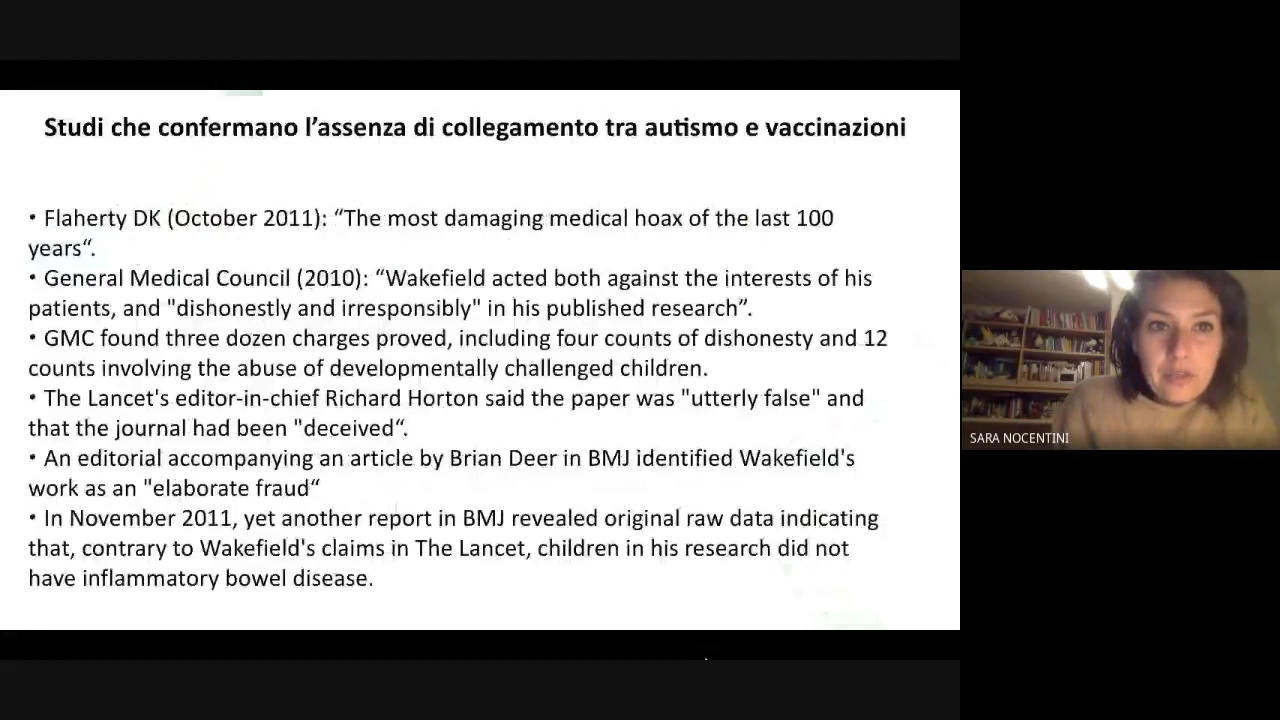 Studi che confermano l’assenza di collegamento tra autismo e vaccinazioni
• Flaherty DK (October 2011): “The most damaging medical hoax of the last 100
years“.
• General Medical Council (2010): “Wakefield acted both against the interests of his
patients, and "dishonestly and irresponsibly" in his published research”.
• GMC found three dozen charges proved, including four counts of dishonesty and 12
counts involving the abuse of developmentally challenged children.
• The Lancet's editor-in-chief Richard Horton said the paper was "utterly false" and
that the journal had been "deceived“.
• An editorial accompanying an article by Brian Deer in BMJ identified Wakefield's
work as an "elaborate fraud“
• In November 2011, yet another report in BMJ revealed original raw data indicating
that, contrary to Wakefield's claims in The Lancet, children in his research did not
have inflammatory bowel disease.
SARA NOCENTINI